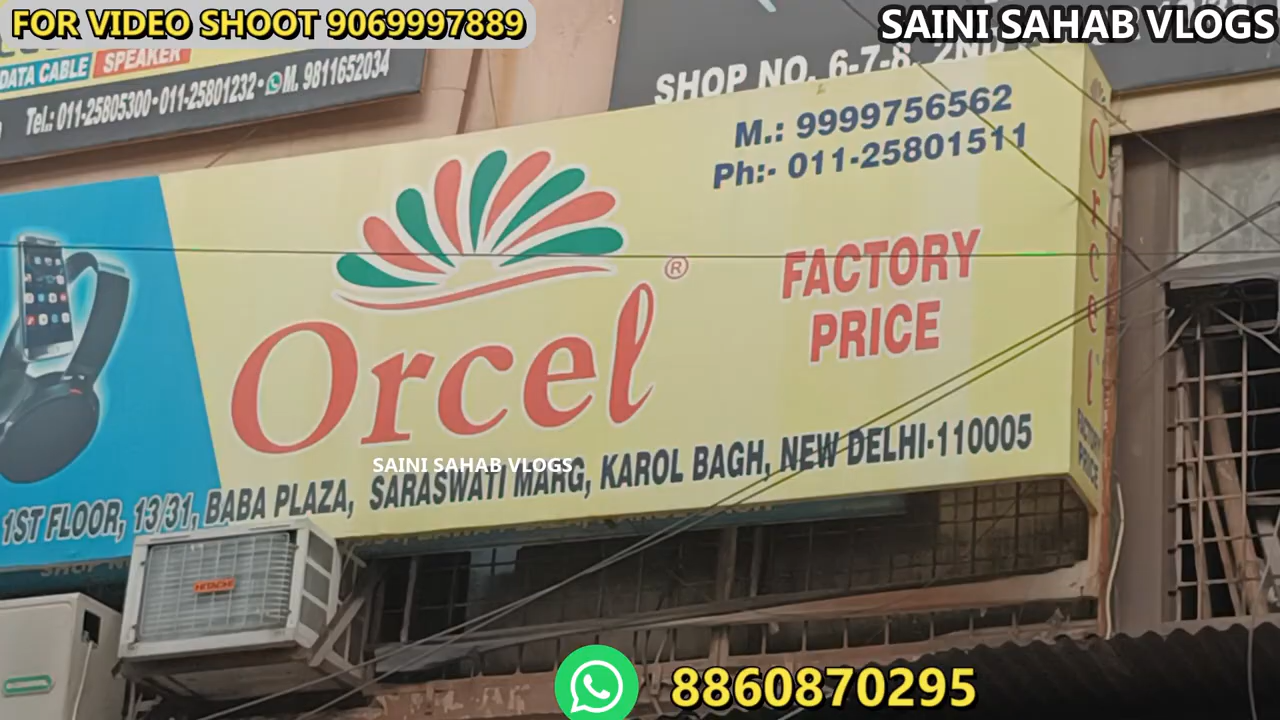 FOR VIDEO SHOOT 9069997889
SAINI SAHAB VLOGS
DATA CABLE SPEAKER
Tel.: 011-25805300•011-25801232•M. 9811652034
SHOP NO. 6-7-8, 2ND
M.: 9999756562
Ph:- 011-25801511
Orcel
®
FACTORY
PRICE
Orcel
FACTORY
PRICE
SAINI SAHAB VLOGS
1ST FLOOR, 13/31, BABA PLAZA, SARASWATI MARG, KAROL BAGH, NEW DELHI-110005
SHOP
HITACHI
8860870295